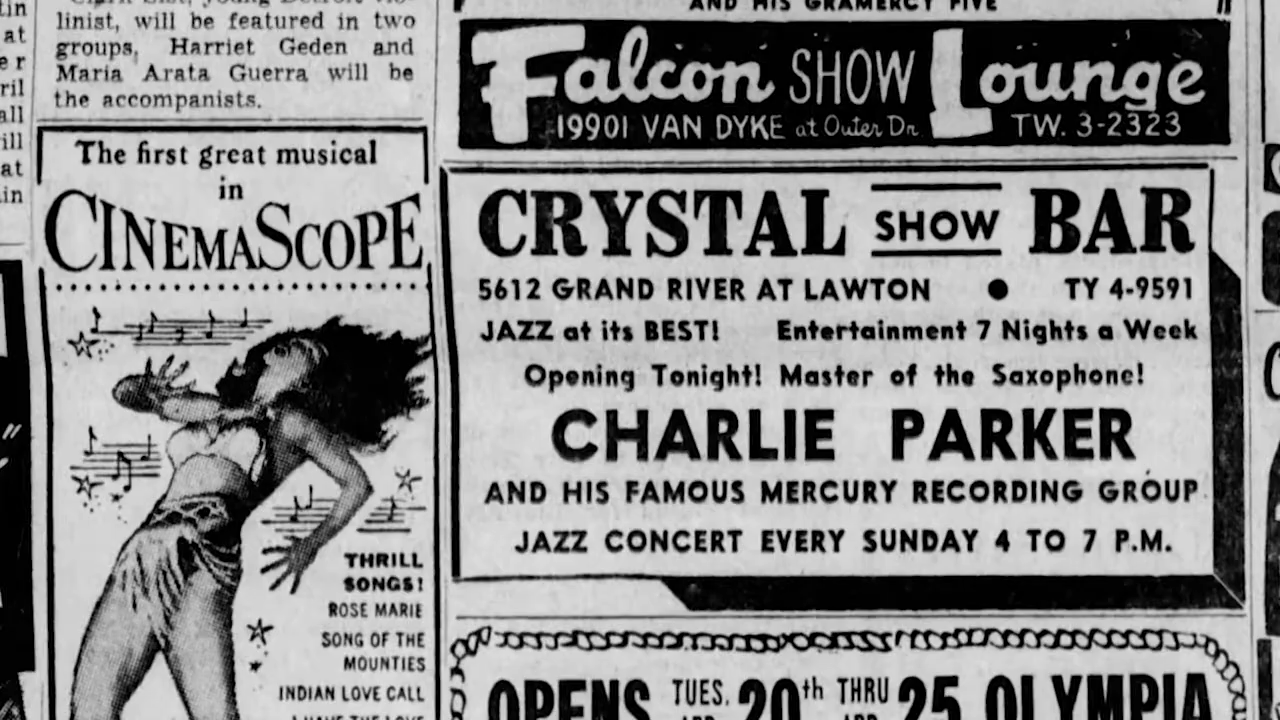 linist, will be featured in two
groups, Harriet Geden and
Maria Arata Guerra will be
the accompanists.
The first great musical
in
CINEMASCOPE
THRILL
SONGS!
ROSE MARIE
SONG OF THE
MOUNTIES
INDIAN LOVE CALL
AND HIS GRAMERCY FIVE
Falcon SHOW Lounge
19901 VAN DYKE at Outer Dr. TW. 3-2323
CRYSTAL SHOW BAR
5612 GRAND RIVER AT LAWTON ● TY 4-9591
JAZZ at its BEST! Entertainment 7 Nights a Week
Opening Tonight! Master of the Saxophone!
CHARLIE PARKER
AND HIS FAMOUS MERCURY RECORDING GROUP
JAZZ CONCERT EVERY SUNDAY 4 TO 7 P.M.
OPENS TUES. 20th THRU 25 OLYMPIA